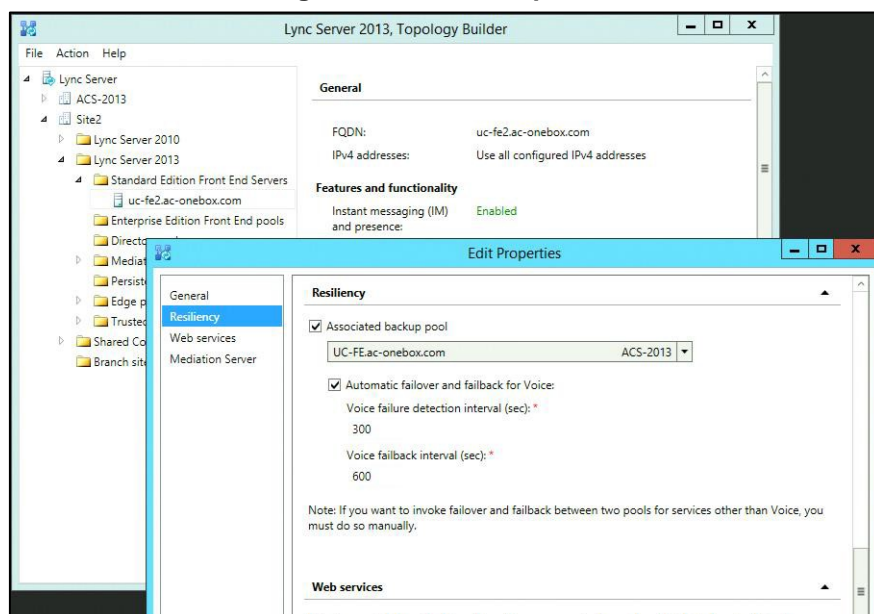 Lync Server 2013, Topology Builder
File Action Help
Lync Server
ACS-2013
Site2
Lync Server 2010
Lync Server 2013
Standard Edition Front End Servers
uc-fe2.ac-onebox.com
Enterprise Edition Front End pools
General
FQDN: uc-fe2.ac-onebox.com
IPv4 addresses: Use all configured IPv4 addresses
Features and functionality
Instant messaging (IM) Enabled
and presence:
Edge p
Trusted
Shared Co
Branch site
Edit Properties
General
Resiliency
Web services
Mediation Server
Resiliency
Associated backup pool
UC-FE.ac-onebox.com ACS-2013
Automatic failover and failback for Voice:
Voice failure detection interval (sec): *
300
Voice failback interval (sec): *
600
Note: If you want to invoke failover and failback between two pools for services other than Voice, you
must do so manually.
Web services